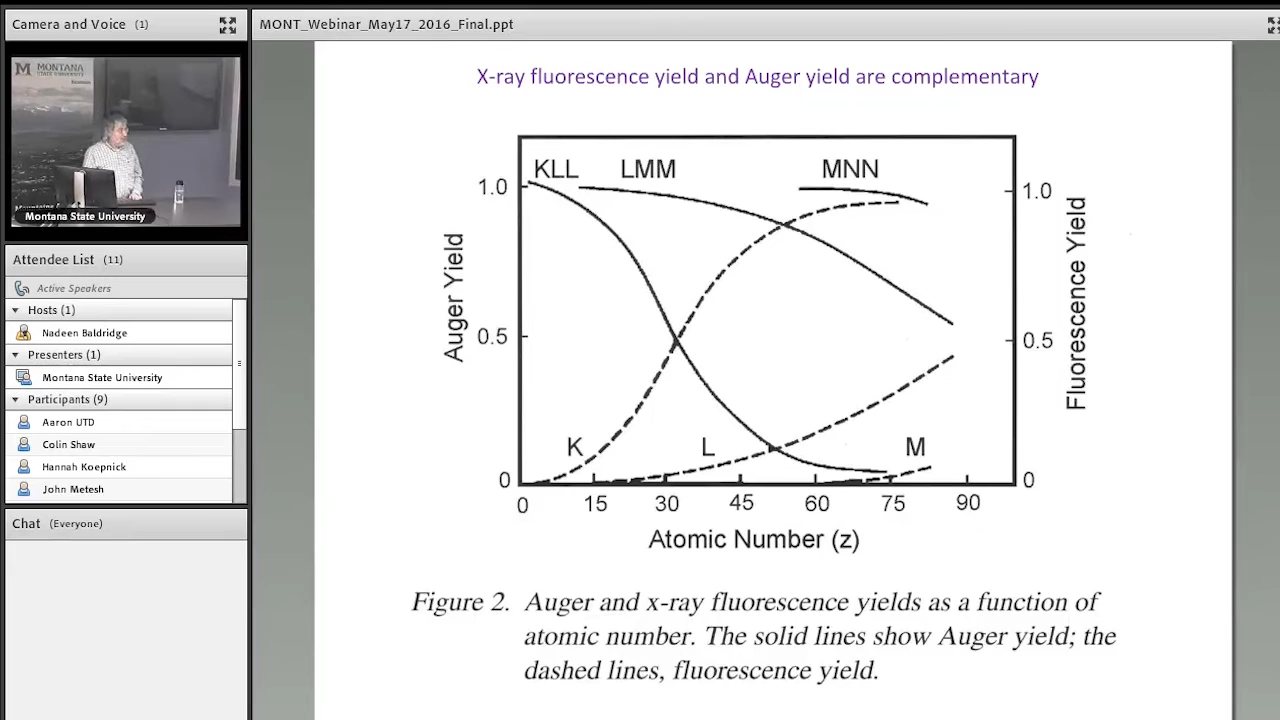 Camera and Voice (1)
MONT_Webinar_May17_2016_Final.ppt
M MONTANA
STATE UNIVERSITY
Montana State University
Attendee List (11)
Active Speakers
Hosts (1)
Nadeen Baldridge
Presenters (1)
Montana State University
Participants (9)
Aaron UTD
Colin Shaw
Hannah Koepnick
John Metesh
Chat (Everyone)
X-ray fluorescence yield and Auger yield are complementary
KLL LMM MNN
1.0 1.0
Auger Yield
Fluorescence Yield
0.5 0.5
K L M
0 0
0 15 30 45 60 75 90
Atomic Number (z)
Figure 2. Auger and x-ray fluorescence yields as a function of
atomic number. The solid lines show Auger yield; the
dashed lines, fluorescence yield.